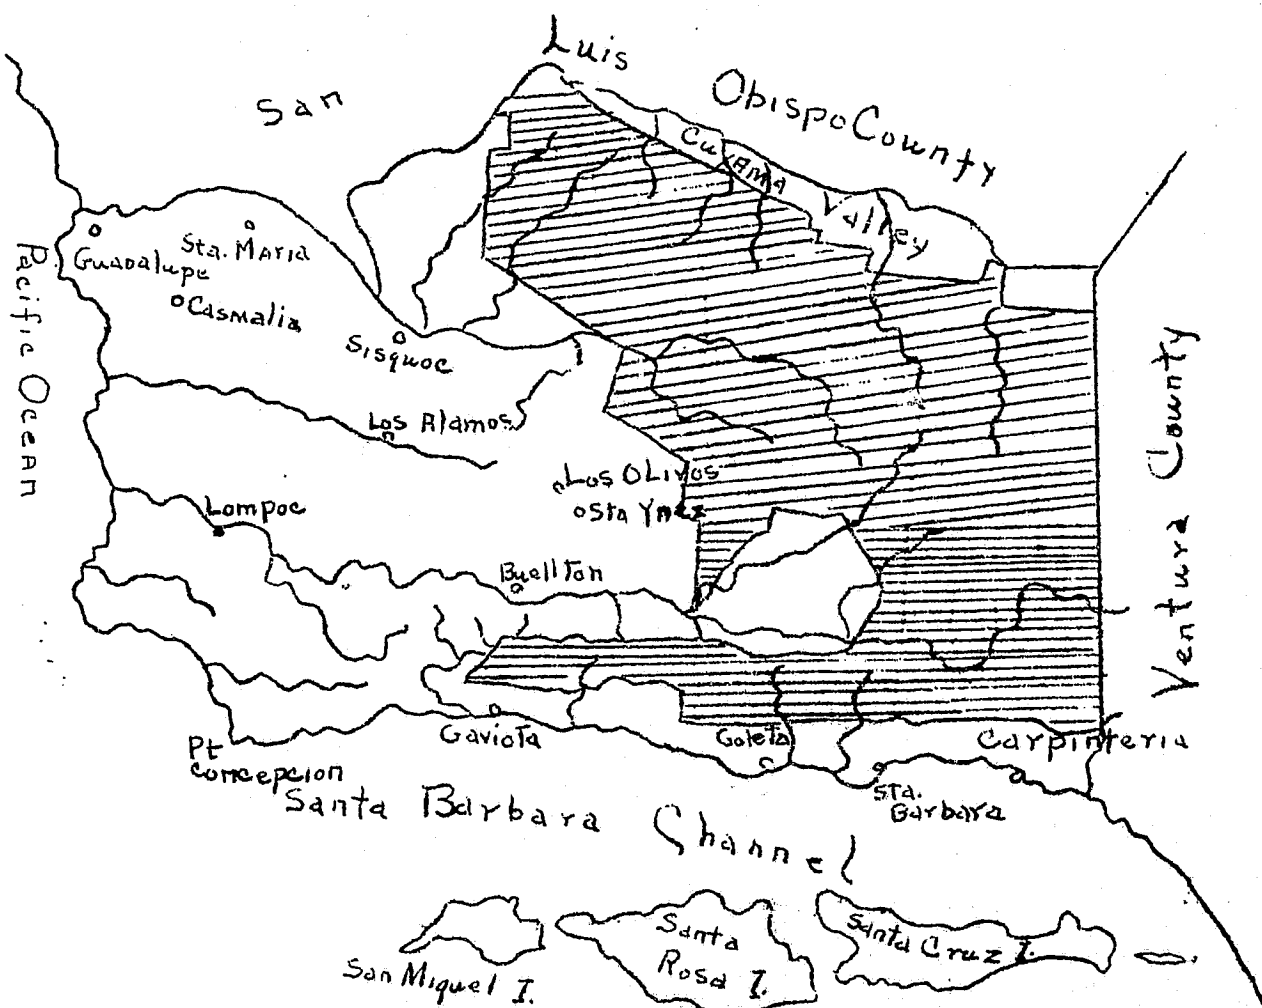 San Luis Obispo County
Cuyama
Valley
Pacific Ocean
Guadalupe
Sta. Maria
Casmalia
Sisquoc
Los Alamos
Los Olivos
Sta Ynez
Lompoc
Buellton
Ventura County
Gaviota
Goleta
Carpinteria
Pt
Concepcion
Sta.
Barbara
Santa Barbara Channel
San Miquel I.
Santa
Rosa I.
Santa Cruz I.